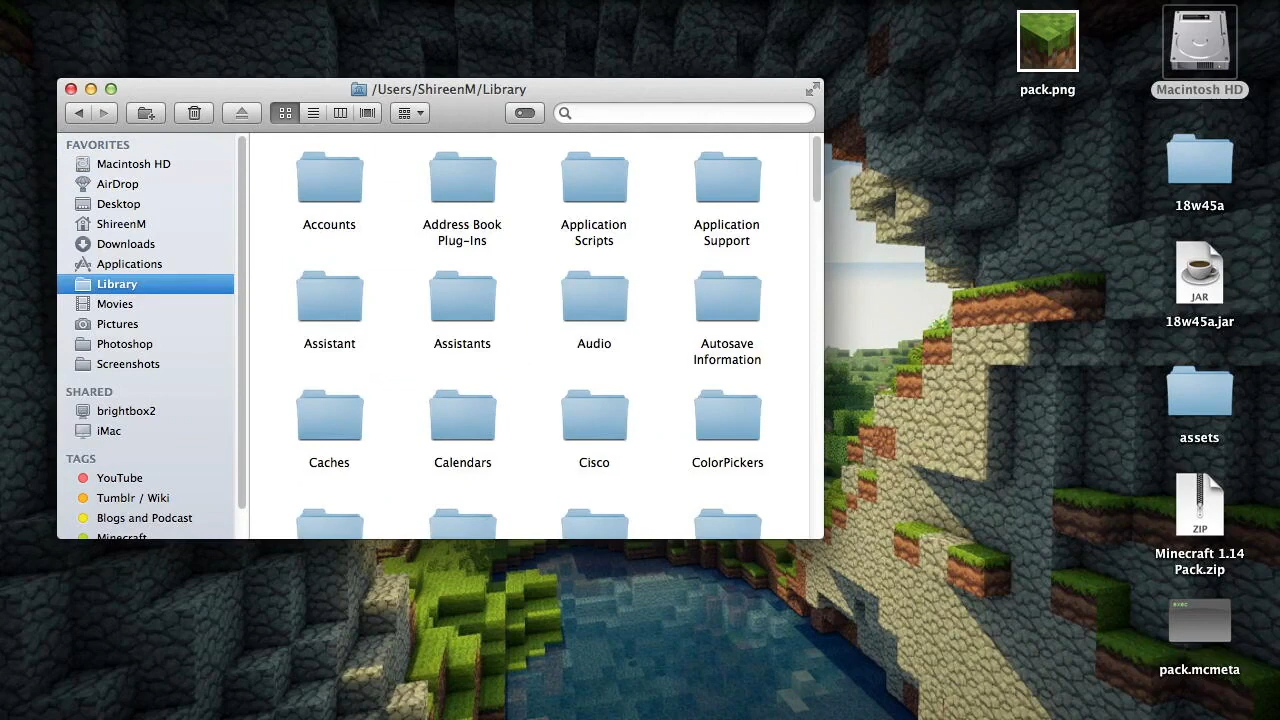 /Users/ShireenM/Library
FAVORITES
Macintosh HD
AirDrop
Desktop
ShireenM
Downloads
Applications
Library
Movies
Pictures
Photoshop
Screenshots
SHARED
brightbox2
iMac
TAGS
YouTube
Tumblr / Wiki
Blogs and Podcast
Minecraft
Accounts
Address Book
Plug-Ins
Application
Scripts
Application
Support
Assistant
Assistants
Audio
Autosave
Information
Caches
Calendars
Cisco
ColorPickers
pack.png
Macintosh HD
18w45a
JAR
18w45a.jar
assets
ZIP
Minecraft 1.14
Pack.zip
exec
pack.mcmeta